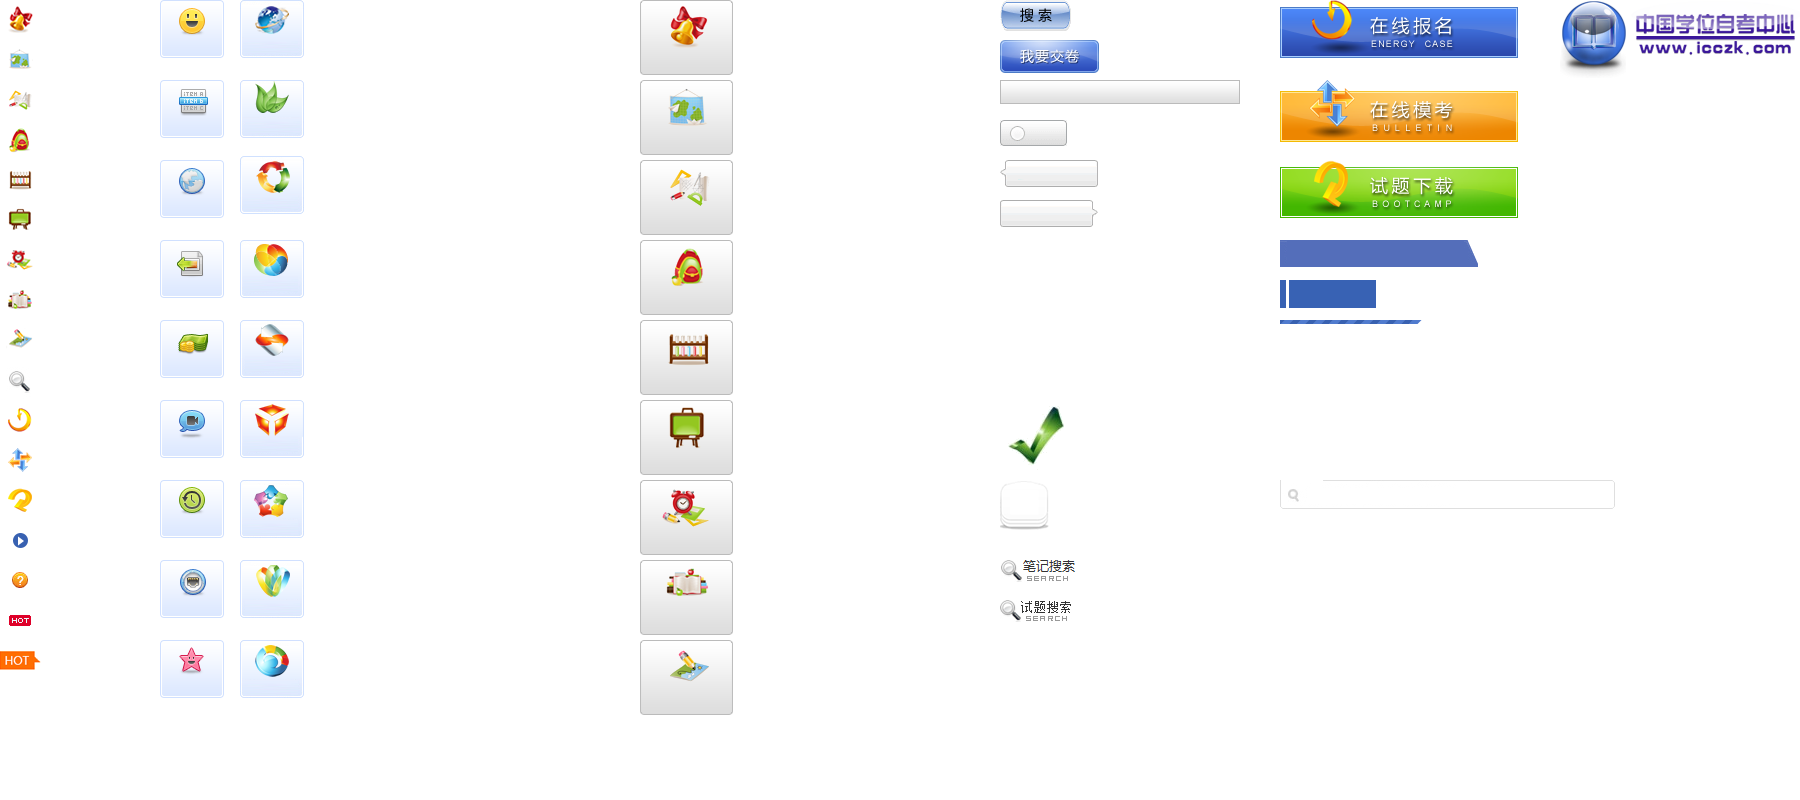 搜 索
我要交卷
在线报名
ENERGY CASE
中国学位自考中心
www.icczk.com
ITEM A
ITEM B
ITEM C
在线模考
BULLETIN
试题下载
BOOTCAMP
?
笔记搜索
SEARCH
试题搜索
SEARCH
HOT
HOT